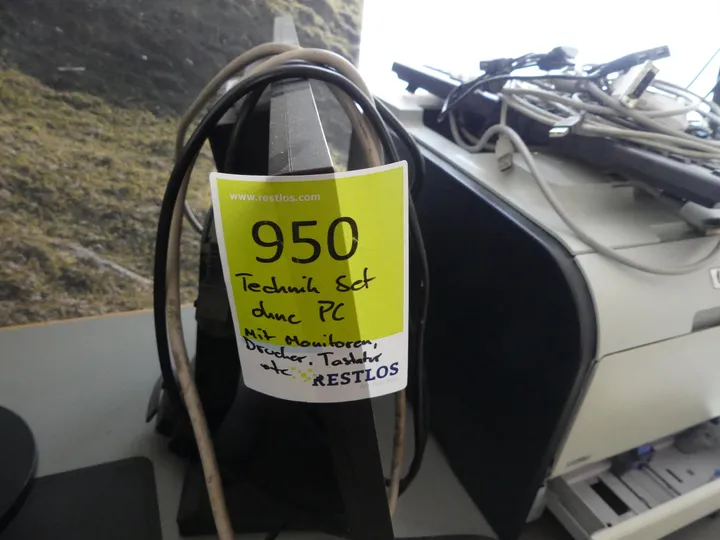 www.restlos.com
950
Technik Set
ohne PC
Mit Monitoren,
Drucker, Tastatur
etc.
RESTLOS